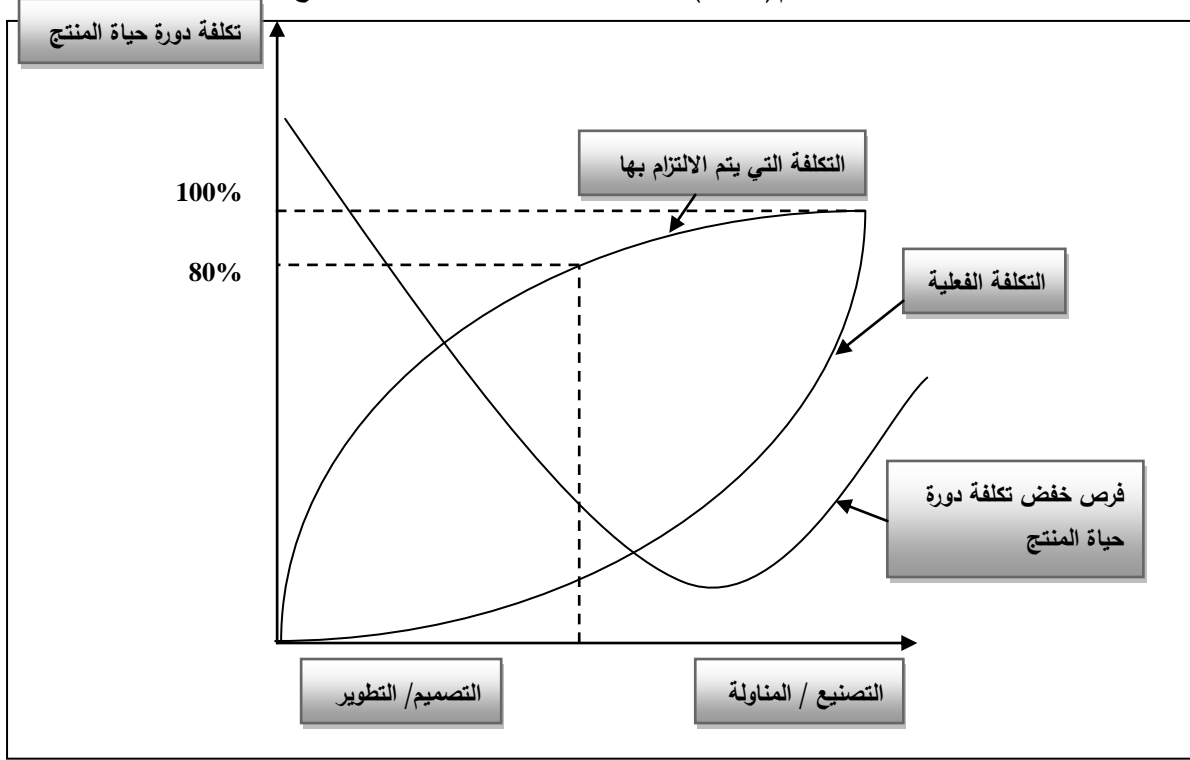 تكلفة دورة حياة المنتج
التكلفة التي يتم الالتزام بها
100%
80%
التكلفة الفعلية
فرص خفض تكلفة دورة
حياة المنتج
التصميم/ التطوير
التصنيع / المناولة